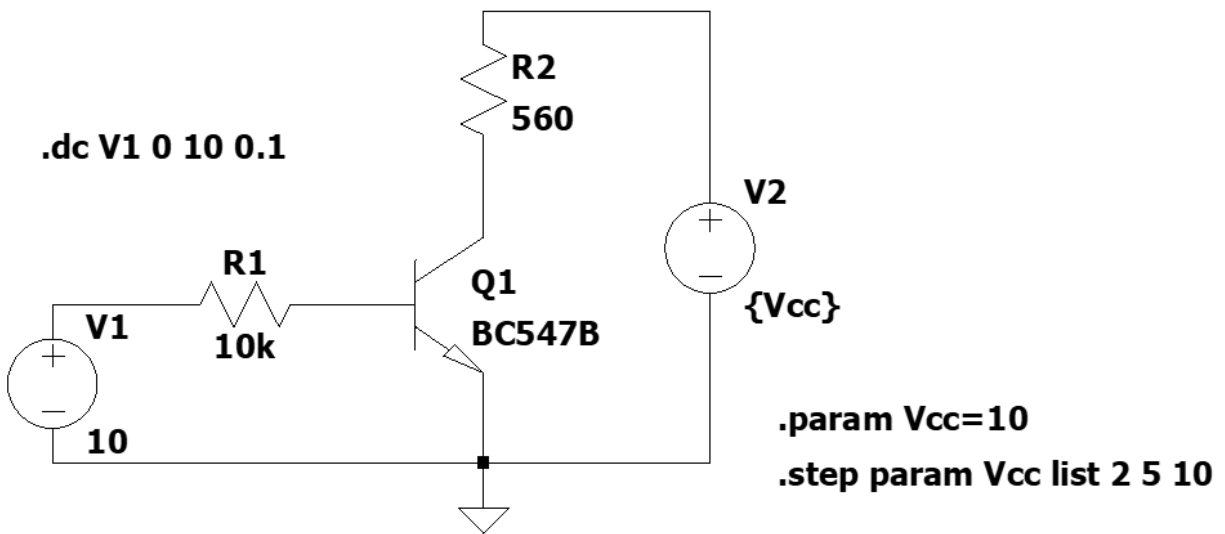 R2
560
.dc V1 0 10 0.1
V2
R1
Q1
{Vcc}
V1
BC547B
10k
.param Vcc=10
10
.step param Vcc list 2 5 10